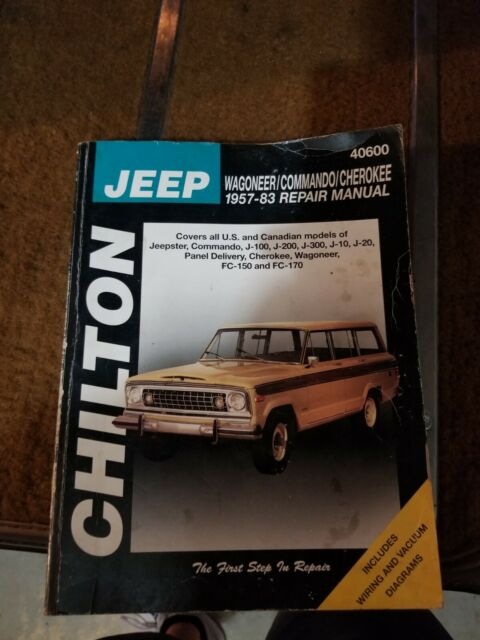 40600
JEEP
WAGONEER/COMMANDO/CHEROKEE
1957-83 REPAIR MANUAL
Covers all U.S. and Canadian models of
Jeepster, Commando, J-100, J-200, J-300, J-10, J-20,
Panel Delivery, Cherokee, Wagoneer,
FC-150 and FC-170
CHILTON
The First Step In Repair
INCLUDES
WIRING AND VACUUM
DIAGRAMS